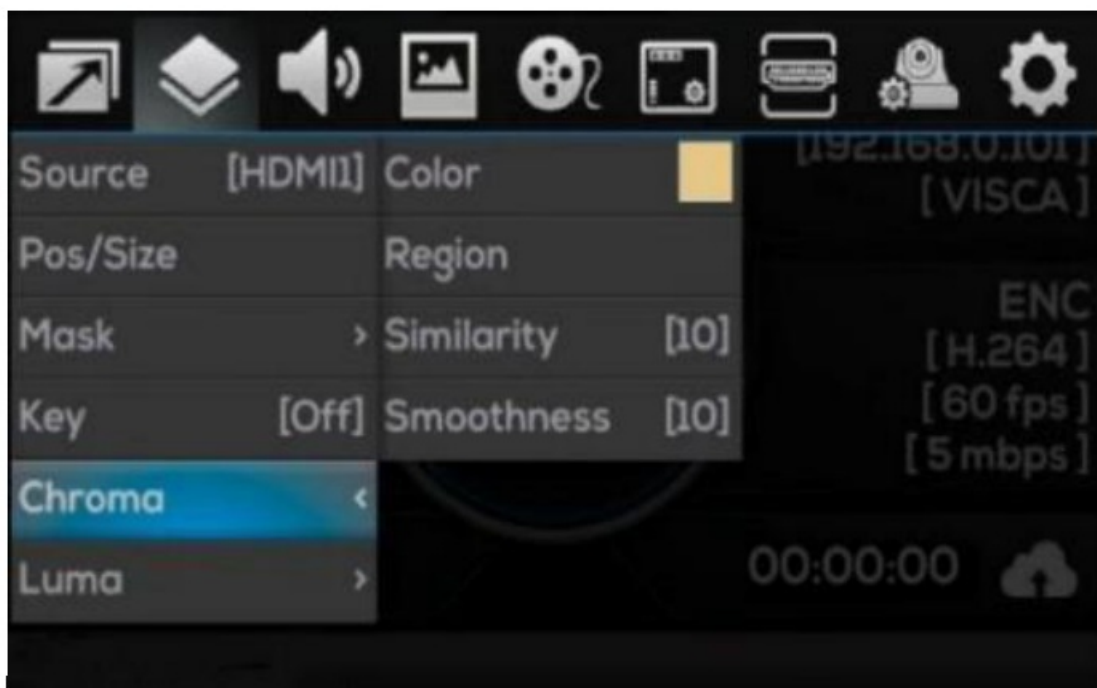 Source [HDMI1]
Pos/Size
Mask >
Key [Off]
Chroma <
Luma >
Color
Region
Similarity [10]
Smoothness [10]
[192.168.0.101]
[VISCA]
ENC
[H.264]
[60 fps]
[5 mbps]
00:00:00